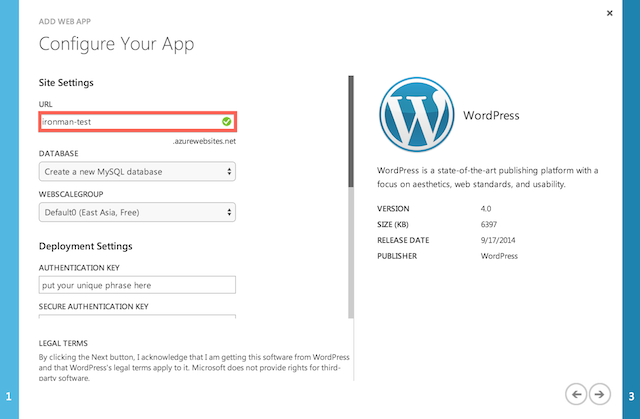 ADD WEB APP
Configure Your App
Site Settings
URL
ironman-test
.azurewebsites.net
DATABASE
Create a new MySQL database
WEBSCALEGROUP
Default0 (East Asia, Free)
Deployment Settings
AUTHENTICATION KEY
put your unique phrase here
SECURE AUTHENTICATION KEY
LEGAL TERMS
By clicking the Next button, I acknowledge that I am getting this software from WordPress
and that WordPress's legal terms apply to it. Microsoft does not provide rights for third-
party software.
WordPress
WordPress is a state-of-the-art publishing platform with a
focus on aesthetics, web standards, and usability.
VERSION 4.0
SIZE (KB) 6397
RELEASE DATE 9/17/2014
PUBLISHER WordPress
1
3